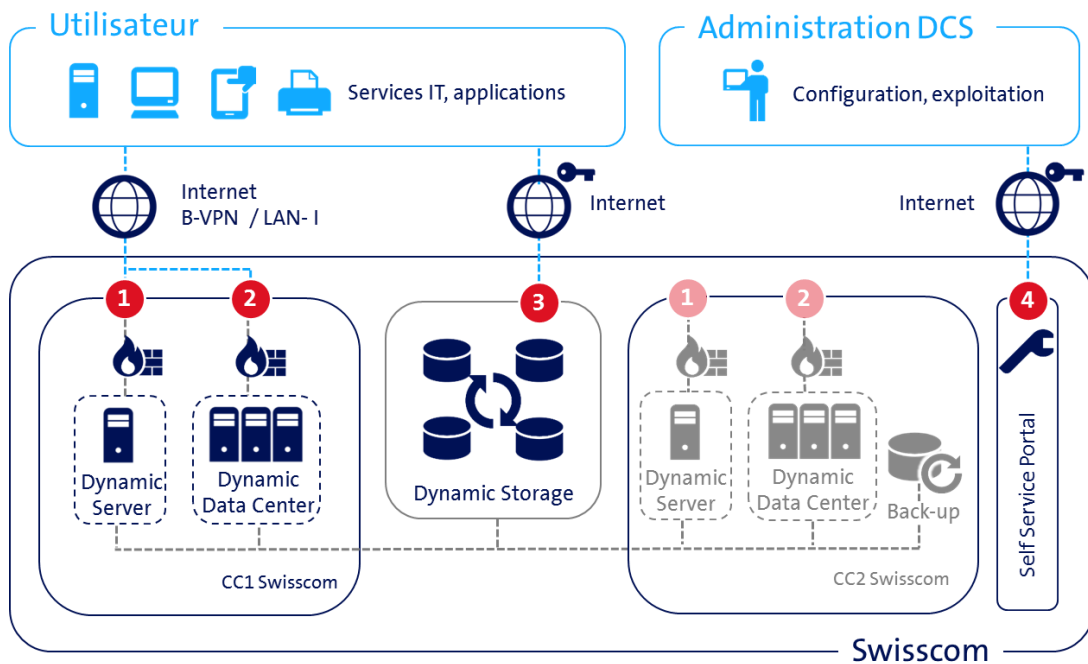 Utilisateur
Administration DCS
Services IT, applications
Configuration, exploitation
Internet
B-VPN / LAN- I
Internet
Internet
1
2
3
1
2
4
Dynamic
Server
Dynamic
Data Center
Dynamic Storage
Dynamic
Server
Dynamic
Data Center
Back-up
Self Service Portal
CC1 Swisscom
CC2 Swisscom
Swisscom